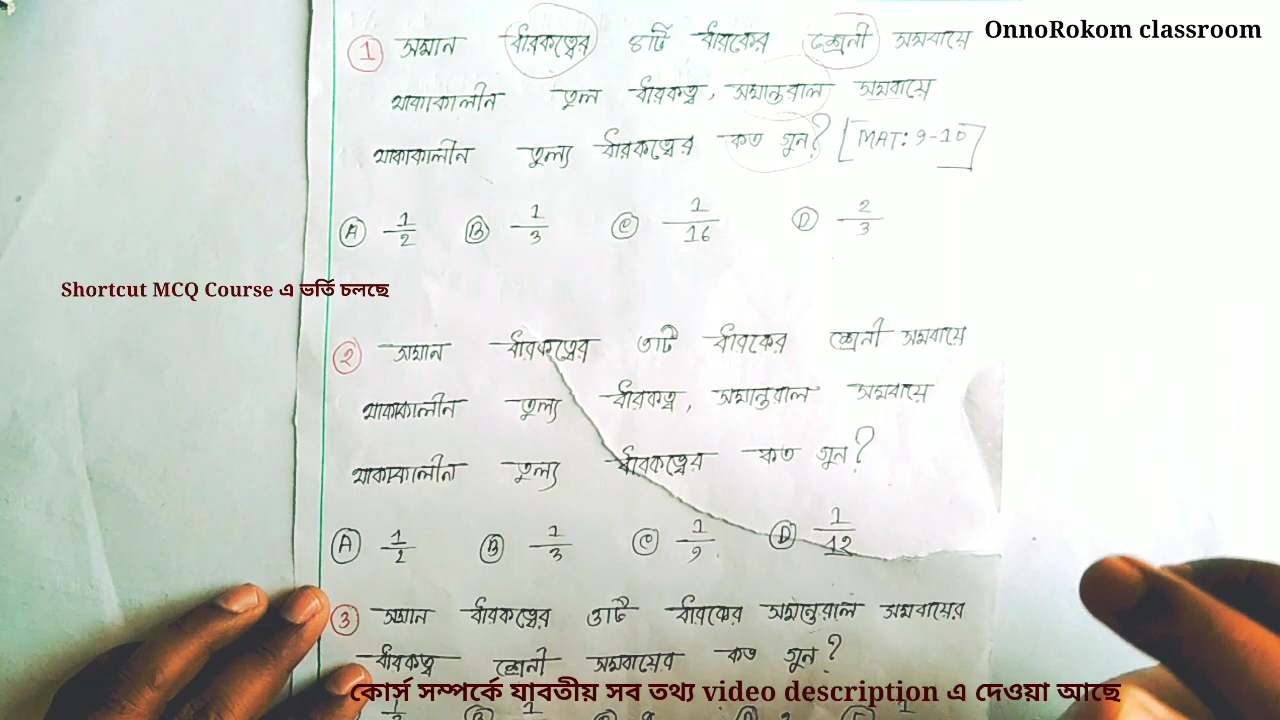 OnnoRokom classroom
1 সমান ধারকত্বের ৪টি ধারকের শ্রেনী সমবায়ে
থাকাকালীন তুল ধারকত্ব, সমান্তরাল সমবায়ে
থাকাকালীন তুল্য ধারকত্বের কত গুন? [MAT: 9-10]
A 1/2 B 1/3 C 1/16 D 2/3
Shortcut MCQ Course এ ভর্তি চলছে
2 সমান ধারকত্বের ৩টি ধারকের শ্রেনী সমবায়ে
থাকাকালীন তুল্য ধারকত্ব, সমান্তরাল সমবায়ে
থাকাকালীন তুল্য ধারকত্বের কত গুন?
A 1/2 B 1/3 C 1/9 D 1/12
3 সমান ধারকত্বের ৩টি ধারকের সমান্তরাল সমবায়ের
ধারকত্ব শ্রেনী সমবায়ের কত গুন?
কোর্স সম্পর্কে যাবতীয় সব তথ্য video description এ দেওয়া আছে